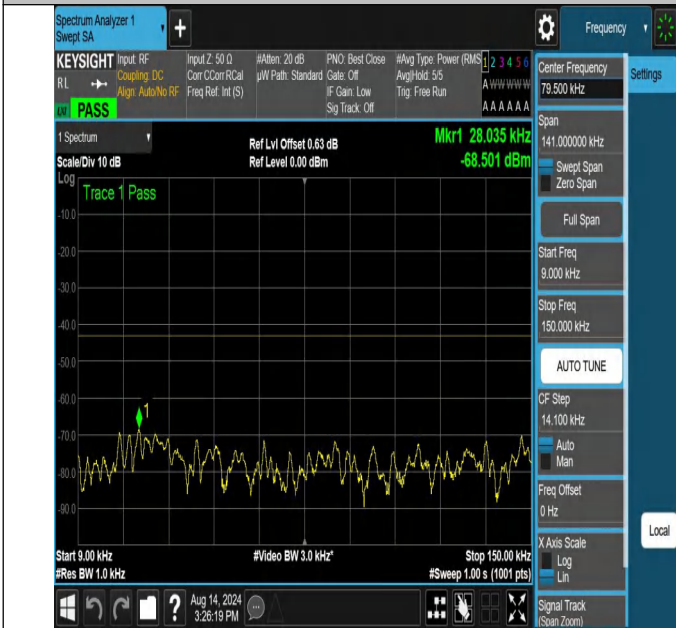 Spectrum Analyzer 1
Swept SA
+
Frequency
KEYSIGHT
RL
PASS
Input: RF
Coupling: DC
Align: Auto/No RF
Input Z: 50 Ω
Corr CCorr RCal
Freq Ref: Int (S)
#Atten: 20 dB
µW Path: Standard
PNO: Best Close
Gate: Off
IF Gain: Low
Sig Track: Off
#Avg Type: Power (RMS
Avg|Hold: 5/5
Trig: Free Run
1 2 3 4 5 6
A W W W W W
A A A A A A
1 Spectrum
Scale/Div 10 dB
Log
Ref Lvl Offset 0.63 dB
Ref Level 0.00 dBm
Mkr1 28.035 kHz
-68.501 dBm
Trace 1 Pass
-10.0
-20.0
-30.0
-40.0
-50.0
-60.0
-70.0
-80.0
-90.0
1
Start 9.00 kHz
#Res BW 1.0 kHz
#Video BW 3.0 kHz*
Stop 150.00 kHz
#Sweep 1.00 s (1001 pts)
Center Frequency
79.500 kHz
Settings
Span
141.000000 kHz
Swept Span
Zero Span
Full Span
Start Freq
9.000 kHz
Stop Freq
150.000 kHz
AUTO TUNE
CF Step
14.100 kHz
Auto
Man
Freq Offset
0 Hz
X Axis Scale
Log
Lin
Local
Signal Track
(Span Zoom)
?
Aug 14, 2024
3:26:19 PM